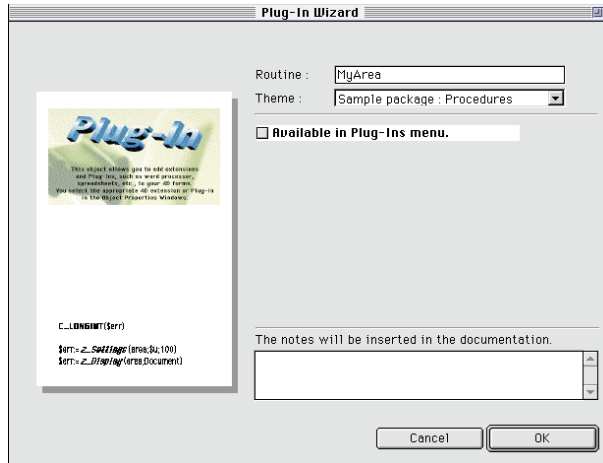 Plug-In Wizard
Routine :
MyArea
Theme :
Sample package : Procedures
Available in Plug-Ins menu.
Plug-In
This object allows you to add extensions
and Plug-Ins, such as word processor,
spreadsheets, etc., to your 4D forms.
You select the appropriate 4D extension or Plug-In
in the Object Properties Windows.
C_LONGINT($err)
$err:=z_Settings(area;$u;100)
$err:=z_Display(area;Document)
The notes will be inserted in the documentation.
Cancel
OK